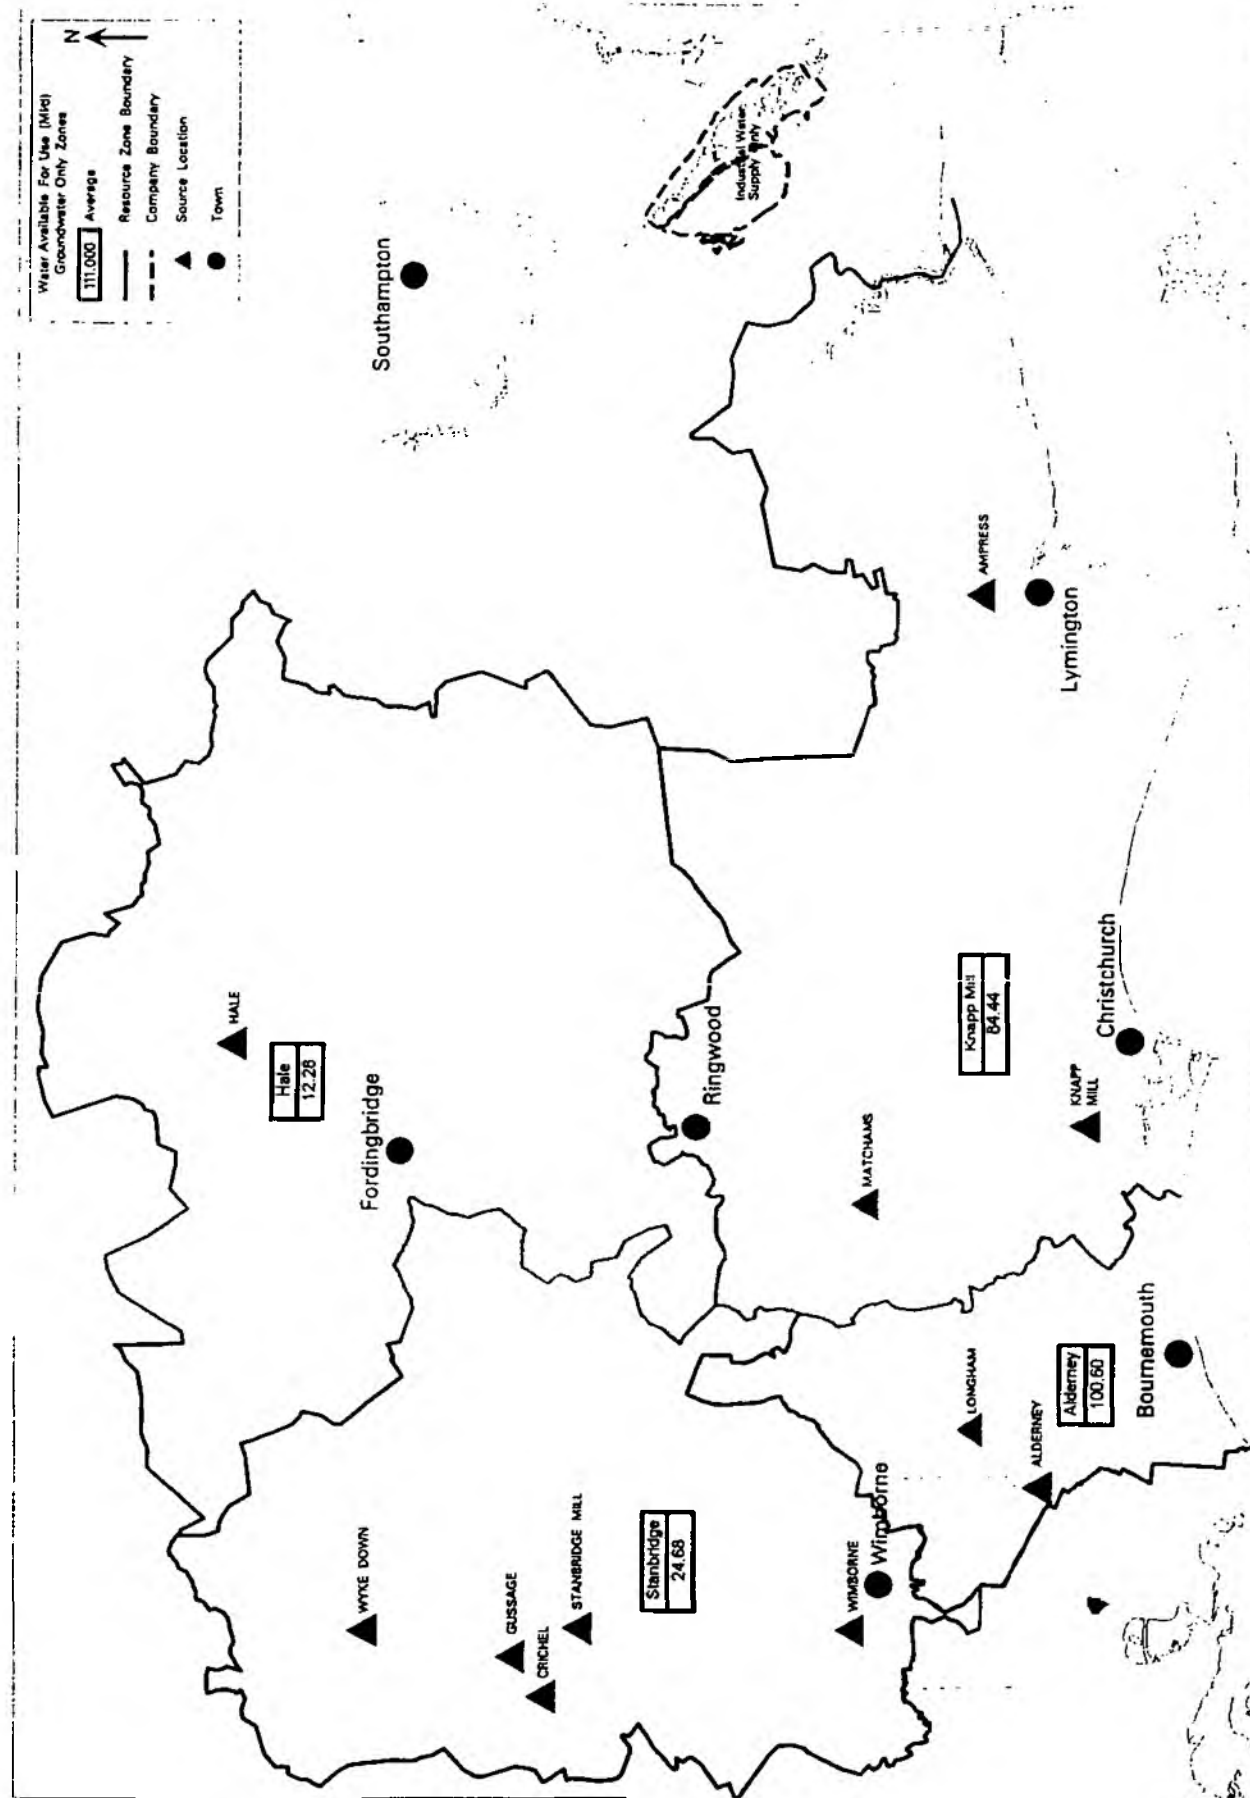 Water Available For Use (Ml/d)
Groundwater Only Zones
111.000 Average
Resource Zone Boundary
Company Boundary
Source Location
Town
N
Southampton
Industrial Water
Supply Only
HALE
Hale
12.28
Fordingbridge
WYKE DOWN
GUSSAGE
CRICHEL
STANBRIDGE MILL
Stanbridge
24.68
Ringwood
WIMBORNE
Wimborne
MATCHAMS
Knapp Mill
84.44
AMPRESS
Lymington
LONGHAM
ALDERNEY
Alderney
100.60
KNAPP
MILL
Christchurch
Bournemouth